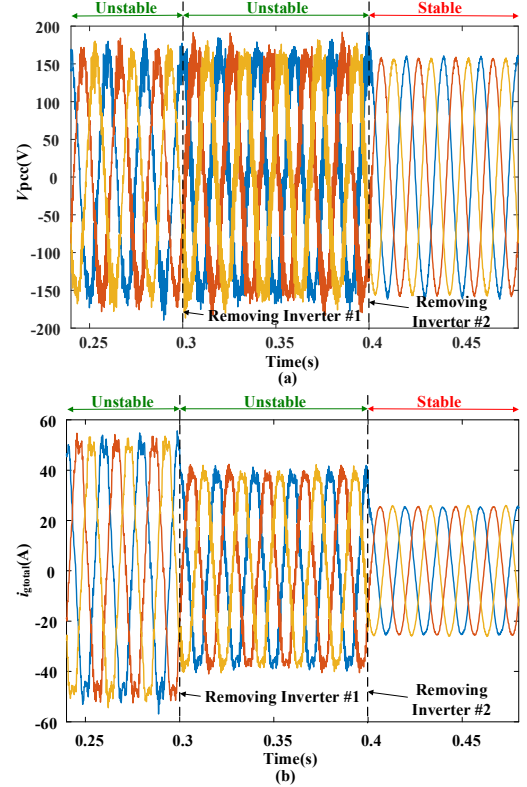 Unstable Unstable Stable
200
150
100
50
0
-50
-100
-150
-200
Vpcc(V)
Removing Inverter #1
Removing
Inverter #2
0.25 0.3 0.35 0.4 0.45
Time(s)
(a)
Unstable Unstable Stable
60
40
20
0
-20
-40
-60
igtotal(A)
Removing Inverter #1
Removing
Inverter #2
0.25 0.3 0.35 0.4 0.45
Time(s)
(b)